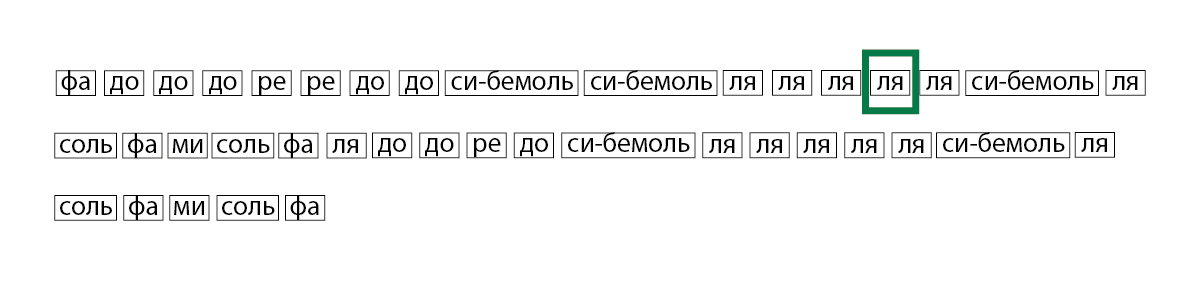 фа до до до ре ре до до си-бемоль си-бемоль ля ля ля ля ля си-бемоль ля
соль фа ми соль фа ля до до ре до си-бемоль ля ля ля ля ля си-бемоль ля
соль фа ми соль фа